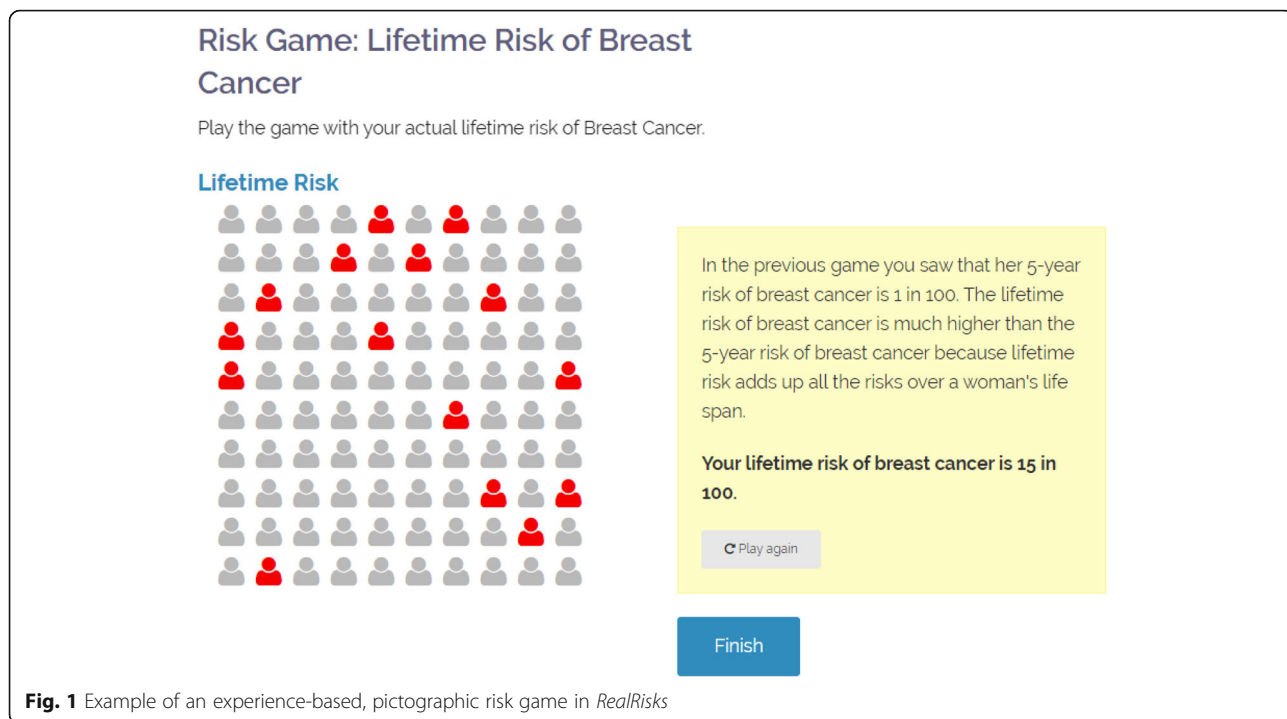 Risk Game: Lifetime Risk of Breast
Cancer
Play the game with your actual lifetime risk of Breast Cancer.
Lifetime Risk
In the previous game you saw that her 5-year
risk of breast cancer is 1 in 100. The lifetime
risk of breast cancer is much higher than the
5-year risk of breast cancer because lifetime
risk adds up all the risks over a woman's life
span.
Your lifetime risk of breast cancer is 15 in
100.
Play again
Finish
Fig. 1 Example of an experience-based, pictographic risk game in RealRisks